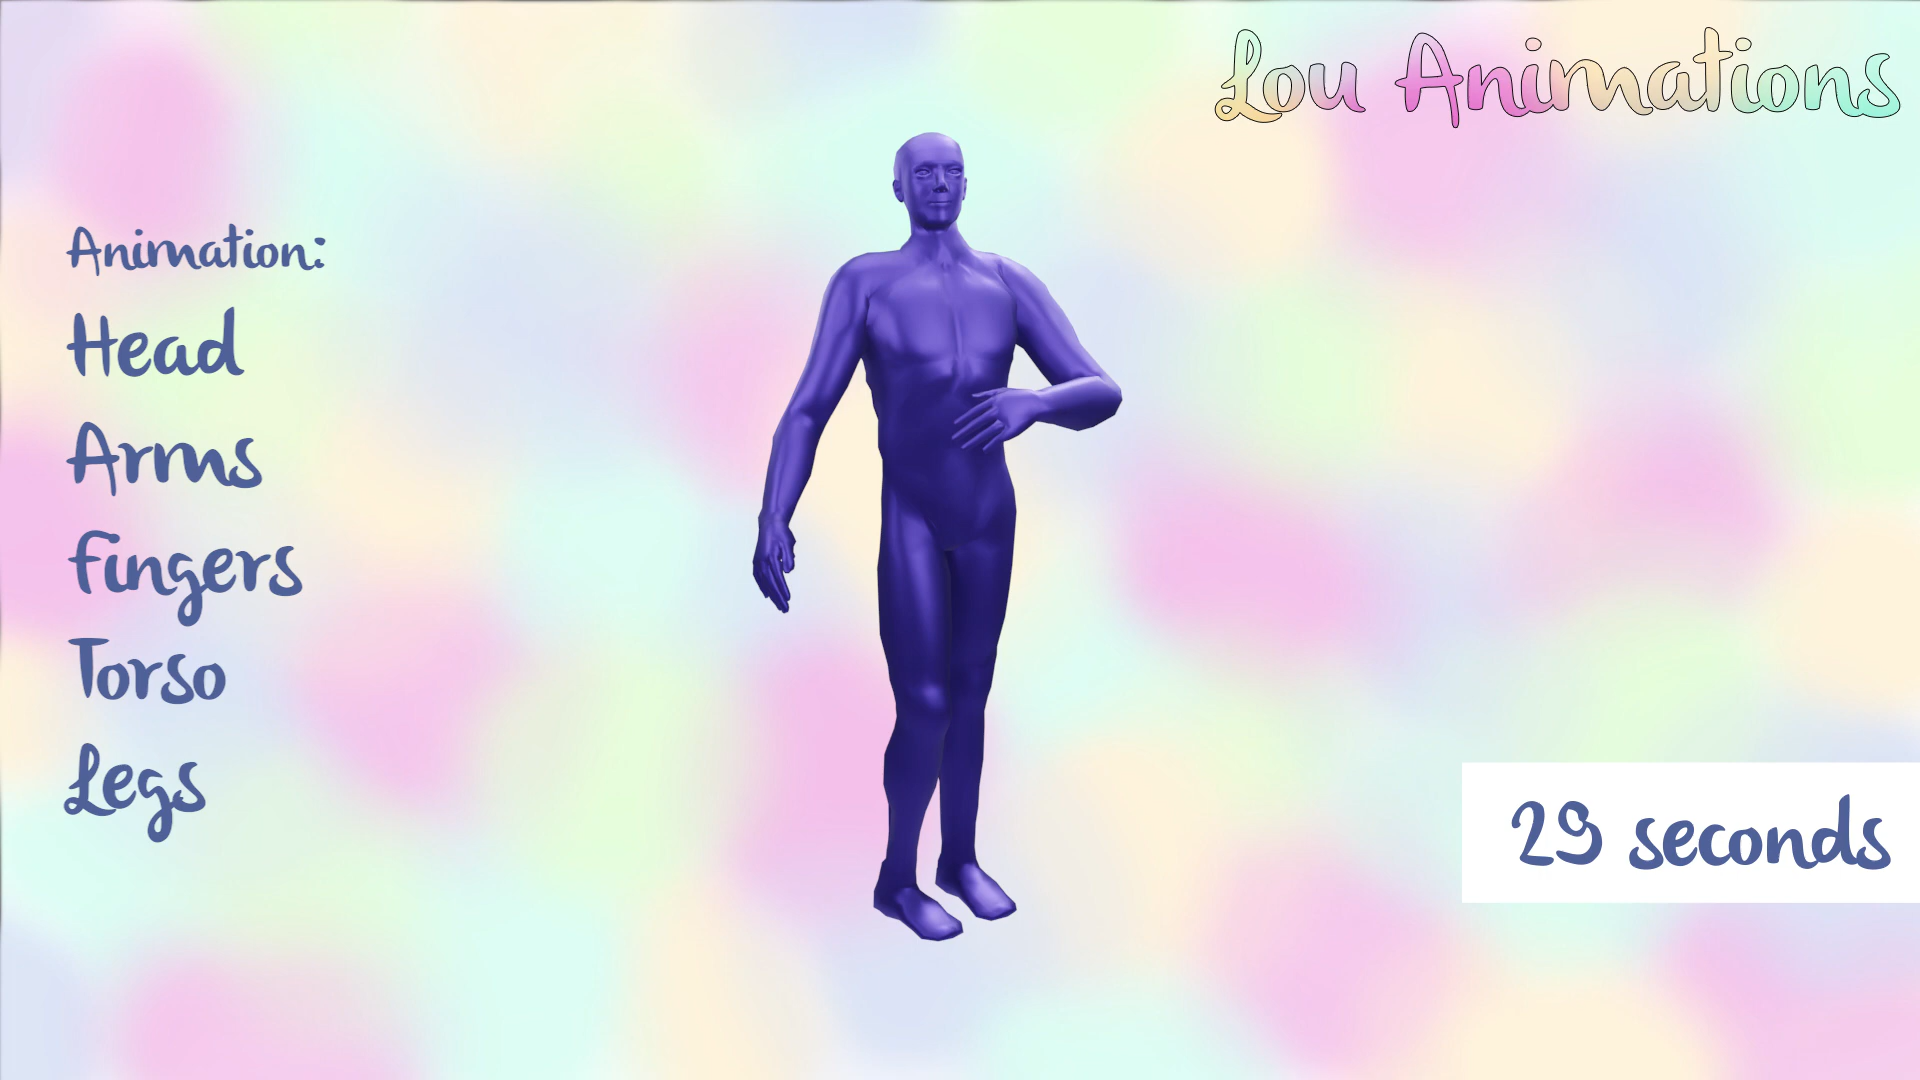 Lou Animations
Animation:
Head
Arms
Fingers
Torso
Legs
29 seconds